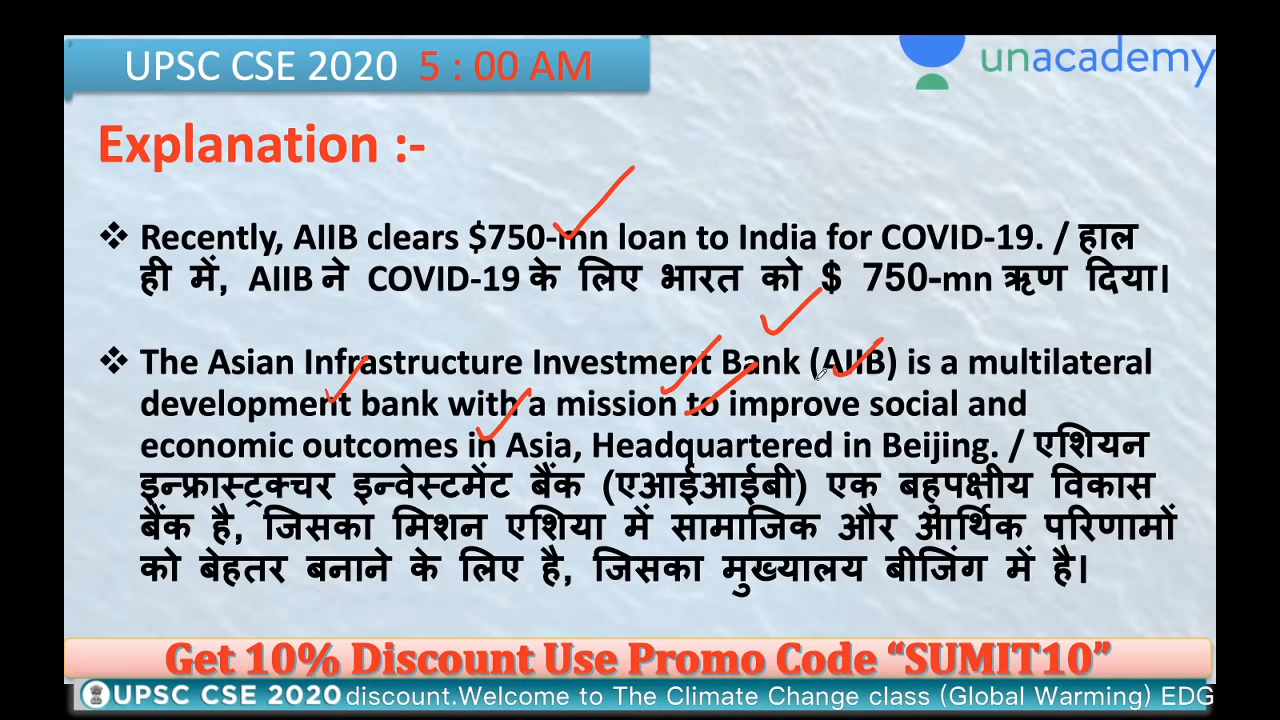 UPSC CSE 2020 5 : 00 AM
unacademy
Explanation :-
❖ Recently, AIIB clears $750-mn loan to India for COVID-19. / हाल
ही में, AIIB ने COVID-19 के लिए भारत को $ 750-mn ऋण दिया।
❖ The Asian Infrastructure Investment Bank (AIIB) is a multilateral
development bank with a mission to improve social and
economic outcomes in Asia, Headquartered in Beijing. / एशियन
इन्फ्रास्ट्रक्चर इन्वेस्टमेंट बैंक (एआईआईबी) एक बहुपक्षीय विकास
बैंक है, जिसका मिशन एशिया में सामाजिक और आर्थिक परिणामों
को बेहतर बनाने के लिए है, जिसका मुख्यालय बीजिंग में है।
Get 10% Discount Use Promo Code “SUMIT10”
UPSC CSE 2020 discount.Welcome to The Climate Change class (Global Warming) EDG